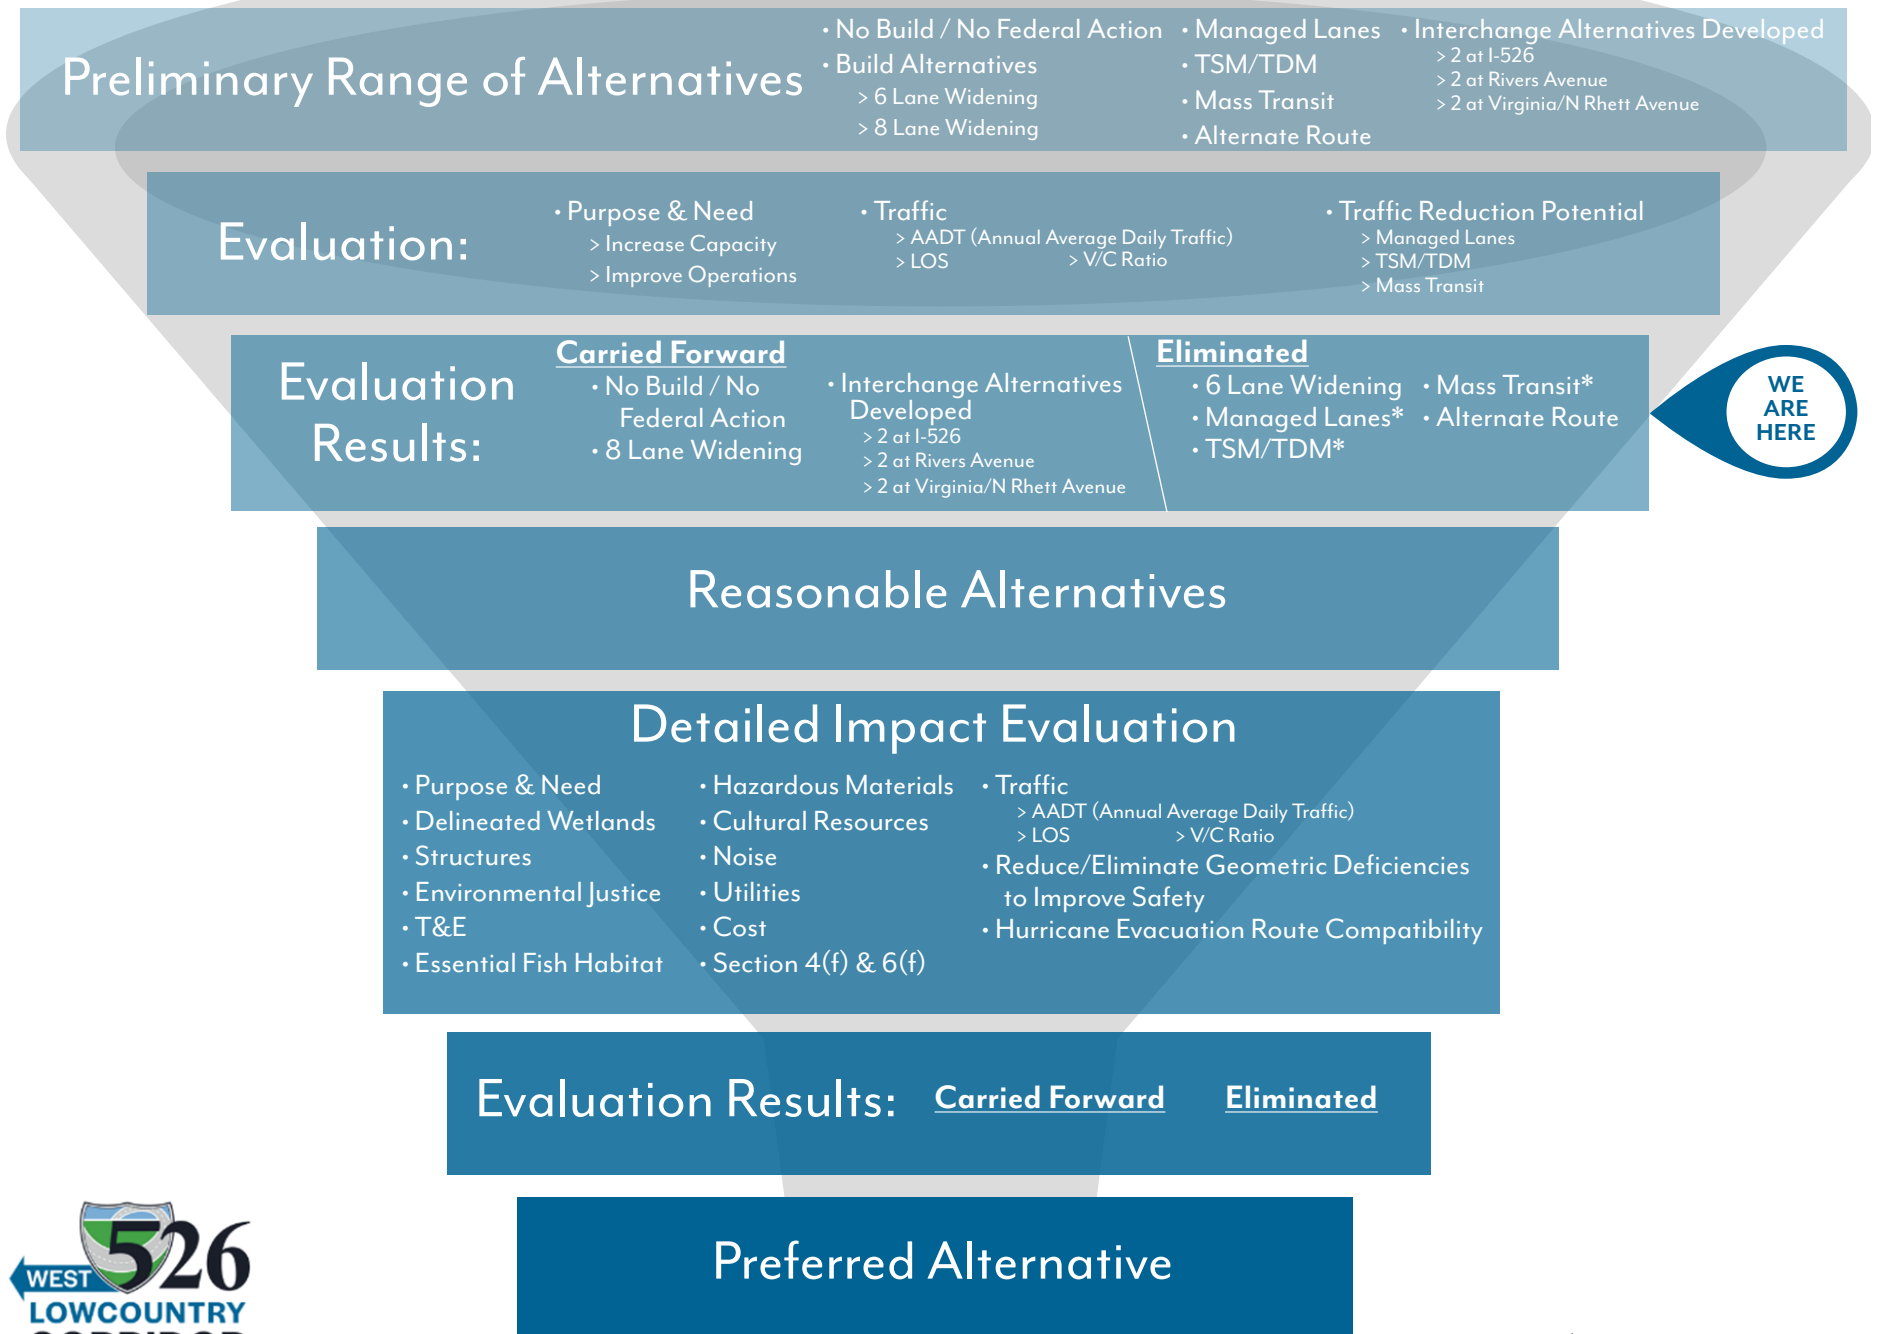 Preliminary Range of Alternatives
• No Build / No Federal Action
• Build Alternatives
> 6 Lane Widening
> 8 Lane Widening
• Managed Lanes
• TSM/TDM
• Mass Transit
• Alternate Route
• Interchange Alternatives Developed
> 2 at I-526
> 2 at Rivers Avenue
> 2 at Virginia/N Rhett Avenue
Evaluation:
• Purpose & Need
> Increase Capacity
> Improve Operations
• Traffic
> AADT (Annual Average Daily Traffic)
> LOS > V/C Ratio
• Traffic Reduction Potential
> Managed Lanes
> TSM/TDM
> Mass Transit
Evaluation
Results:
Carried Forward
• No Build / No
Federal Action
• 8 Lane Widening
• Interchange Alternatives
Developed
> 2 at I-526
> 2 at Rivers Avenue
> 2 at Virginia/N Rhett Avenue
Eliminated
• 6 Lane Widening
• Managed Lanes*
• TSM/TDM*
• Mass Transit*
• Alternate Route
WE
ARE
HERE
Reasonable Alternatives
Detailed Impact Evaluation
• Purpose & Need
• Delineated Wetlands
• Structures
• Environmental Justice
• T&E
• Essential Fish Habitat
• Hazardous Materials
• Cultural Resources
• Noise
• Utilities
• Cost
• Section 4(f) & 6(f)
• Traffic
> AADT (Annual Average Daily Traffic)
> LOS > V/C Ratio
• Reduce/Eliminate Geometric Deficiencies
to Improve Safety
• Hurricane Evacuation Route Compatibility
Evaluation Results: Carried Forward Eliminated
Preferred Alternative
526
WEST
LOWCOUNTRY
CORRIDOR